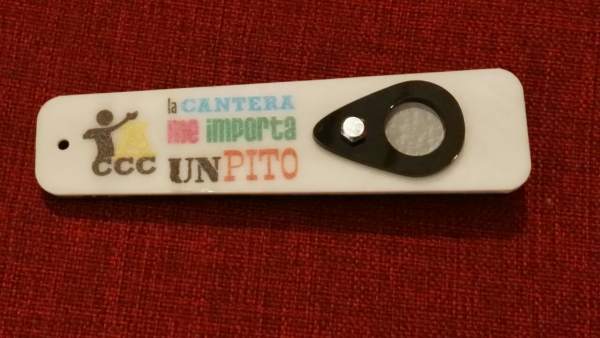 CCC
la CANTERA
me importa
UN PITO